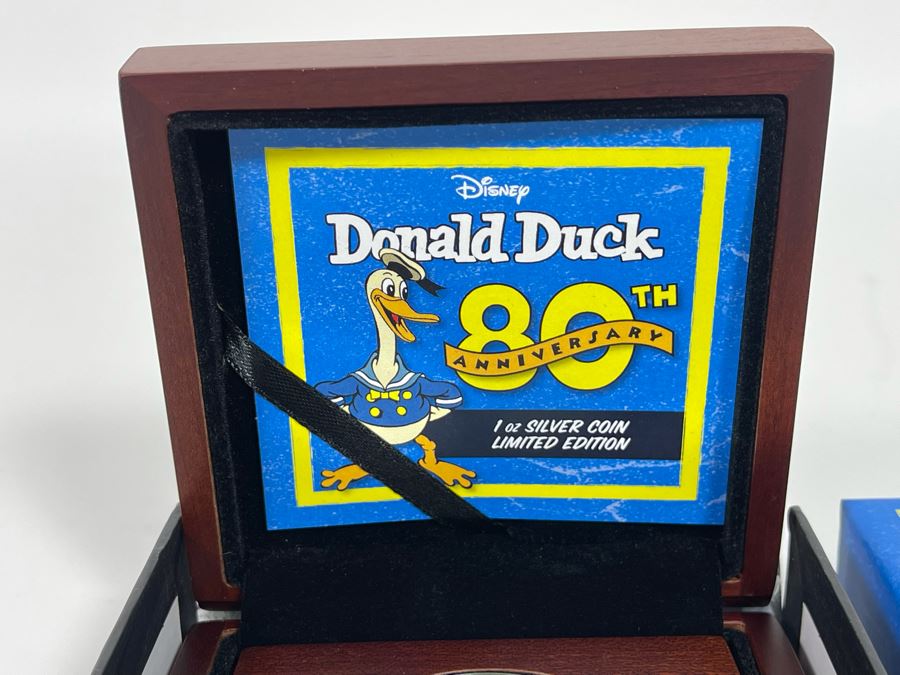 Disney
Donald Duck
80TH
ANNIVERSARY
1 oz SILVER COIN
LIMITED EDITION